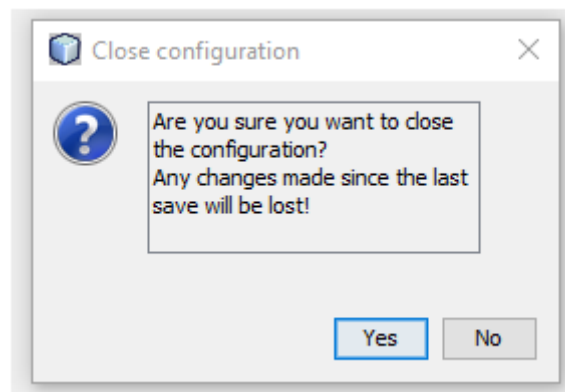 Close configuration
Are you sure you want to close
the configuration?
Any changes made since the last
save will be lost!
Yes
No